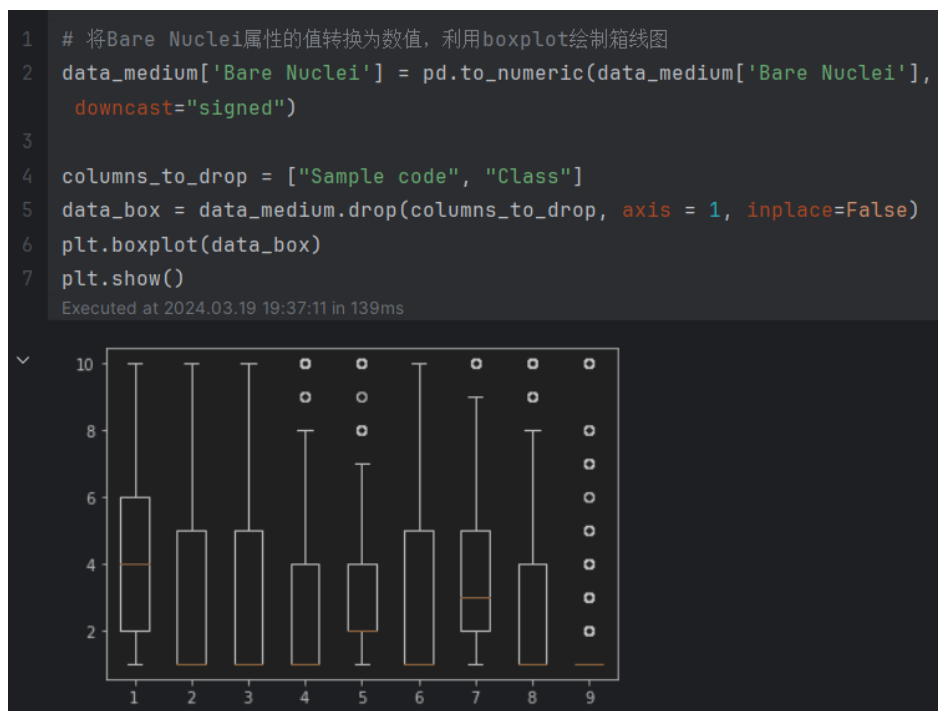 1 # 将Bare Nuclei属性的值转换为数值，利用boxplot绘制箱线图
2 data_medium['Bare Nuclei'] = pd.to_numeric(data_medium['Bare Nuclei'],
downcast="signed")
3
4 columns_to_drop = ["Sample code", "Class"]
5 data_box = data_medium.drop(columns_to_drop, axis = 1, inplace=False)
6 plt.boxplot(data_box)
7 plt.show()
Executed at 2024.03.19 19:37:11 in 139ms
10
8
6
4
2
1 2 3 4 5 6 7 8 9